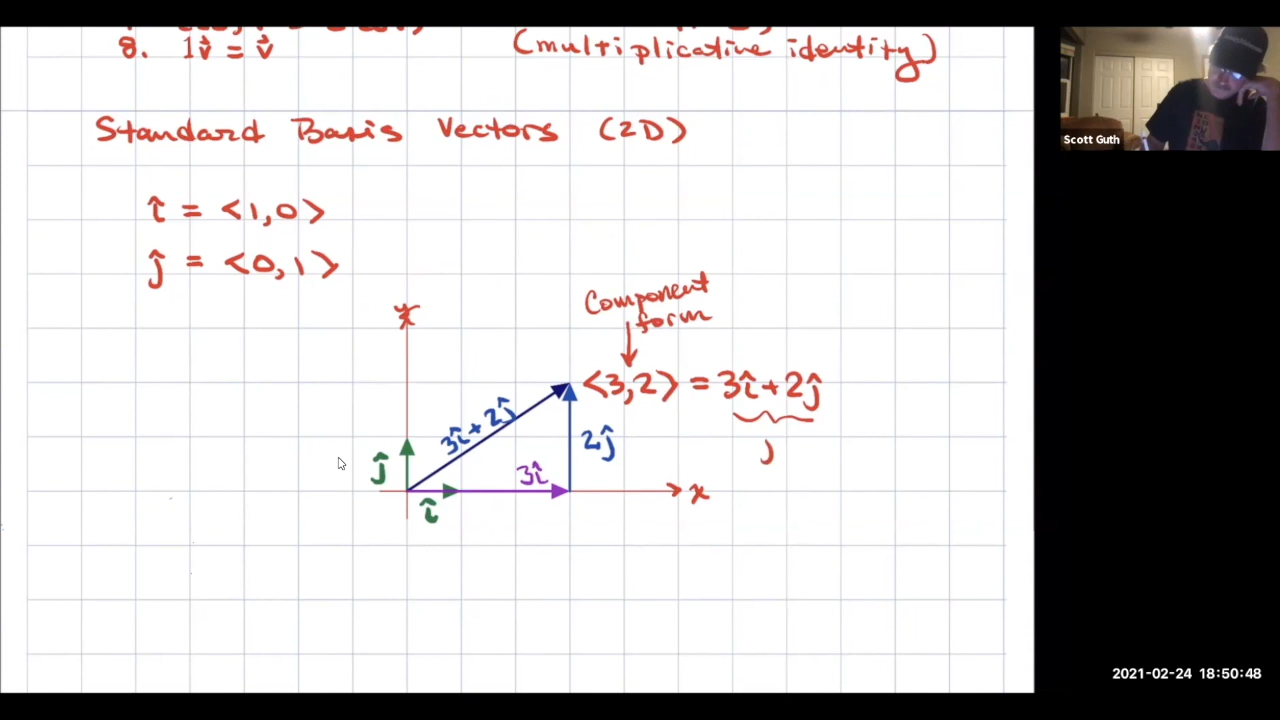 8. 1v⃗ = v⃗ (multiplicative identity)
Scott Guth
Standard Basis Vectors (2D)
î = <1,0>
ĵ = <0,1>
Component
form
<3,2> = 3î+2ĵ
3î+2ĵ
2ĵ
ĵ
3î
î
x
2021-02-24 18:50:48